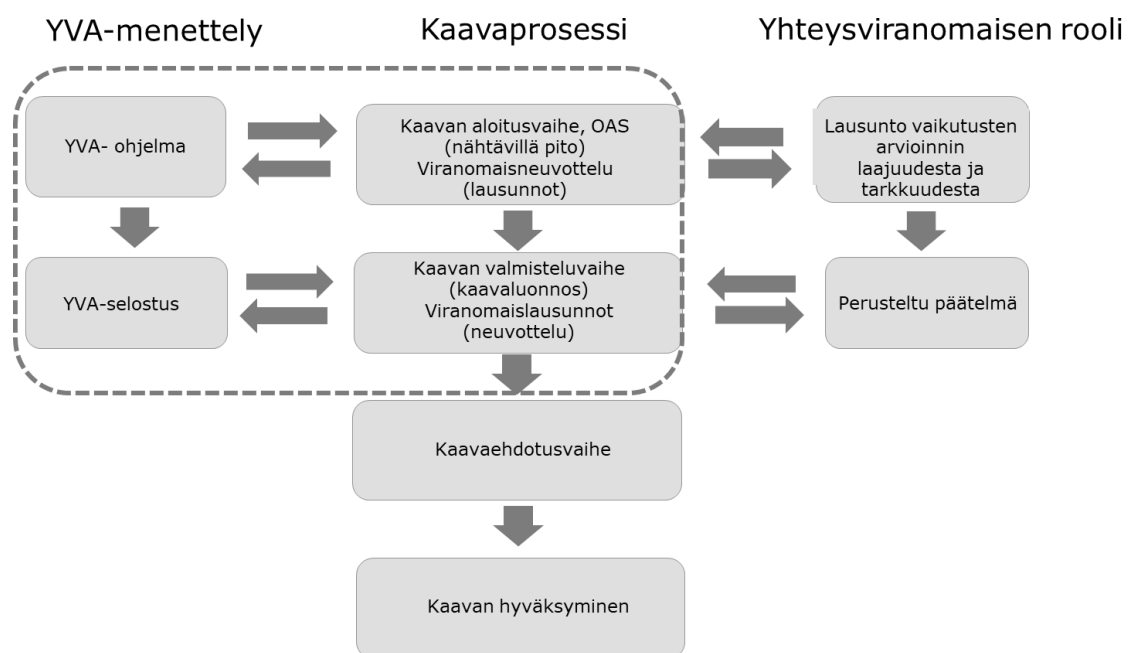 YVA-menettely
Kaavaprosessi
Yhteysviranomaisen rooli
YVA- ohjelma
Kaavan aloitusvaihe, OAS
(nähtävillä pito)
Viranomaisneuvottelu
(lausunnot)
Lausunto vaikutusten
arvioinnin
laajuudesta ja
tarkkuudesta
YVA-selostus
Kaavan valmisteluvaihe
(kaavaluonnos)
Viranomaislausunnot
(neuvottelu)
Perusteltu päätelmä
Kaavaehdotusvaihe
Kaavan hyväksyminen